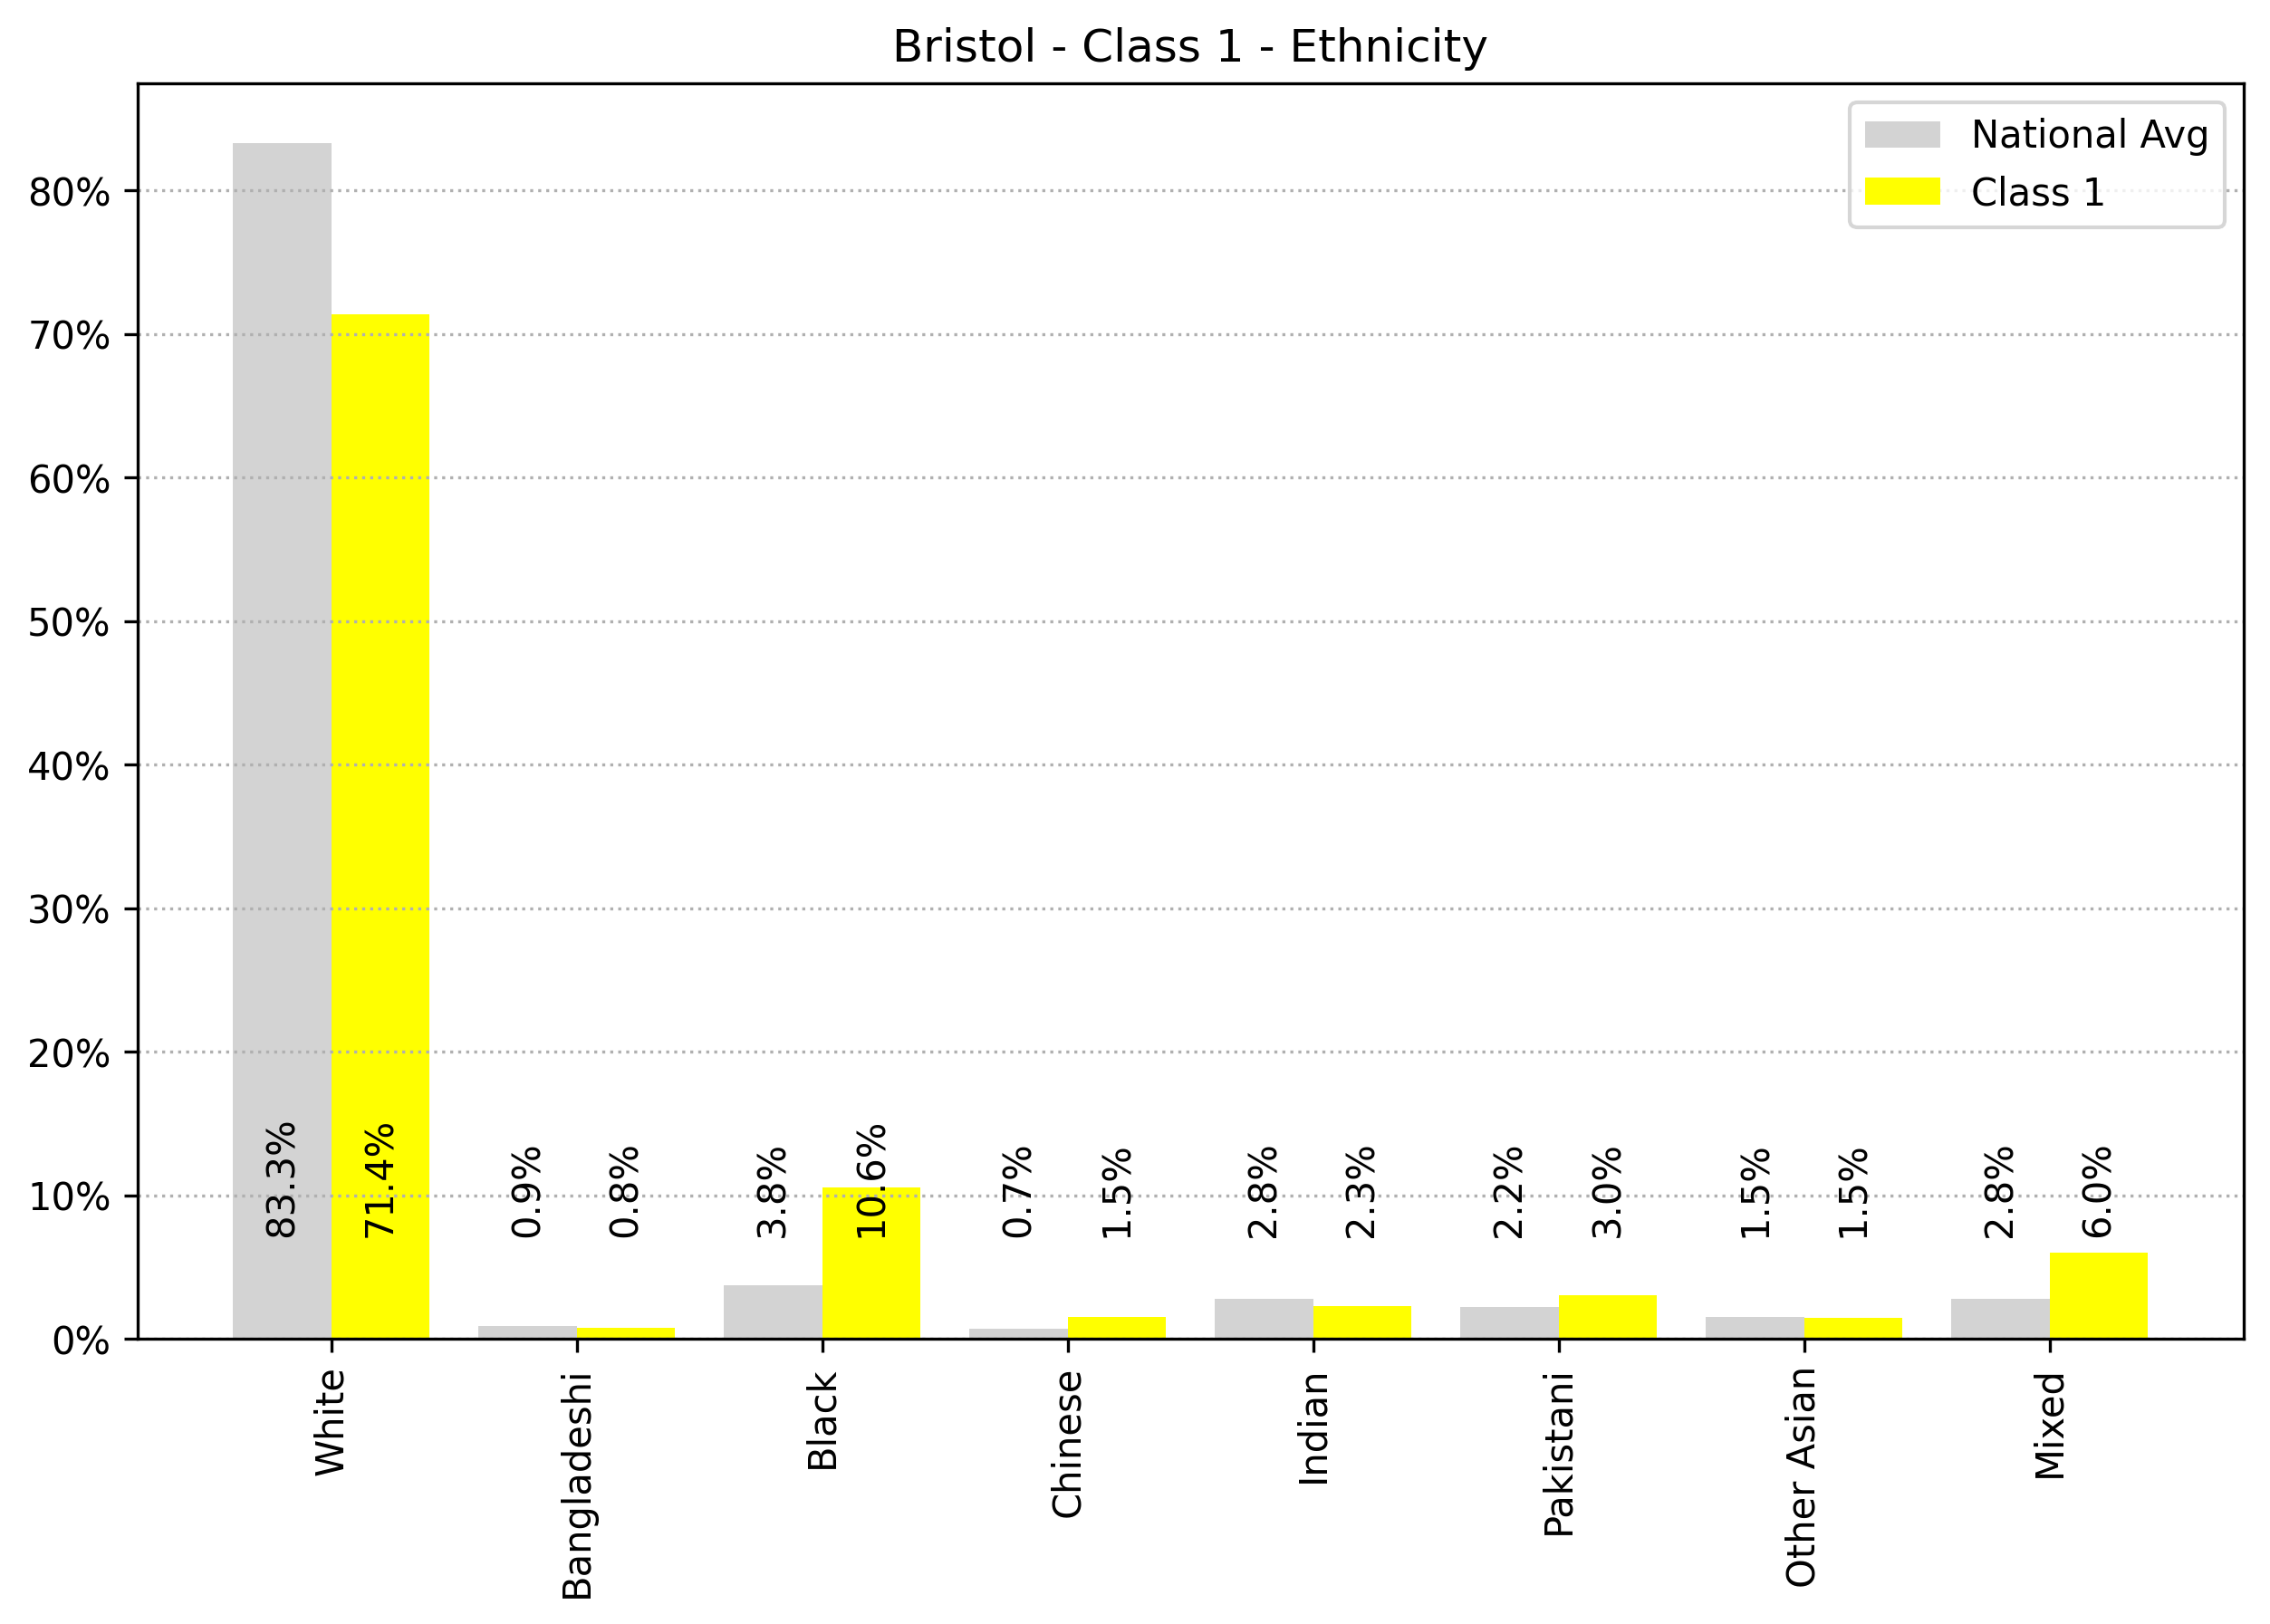 Bristol - Class 1 - Ethnicity
National Avg
Class 1
80%
70%
60%
50%
40%
30%
20%
10%
0%
83.3%
71.4%
0.9%
0.8%
3.8%
10.6%
0.7%
1.5%
2.8%
2.3%
2.2%
3.0%
1.5%
1.5%
2.8%
6.0%
White
Bangladeshi
Black
Chinese
Indian
Pakistani
Other Asian
Mixed